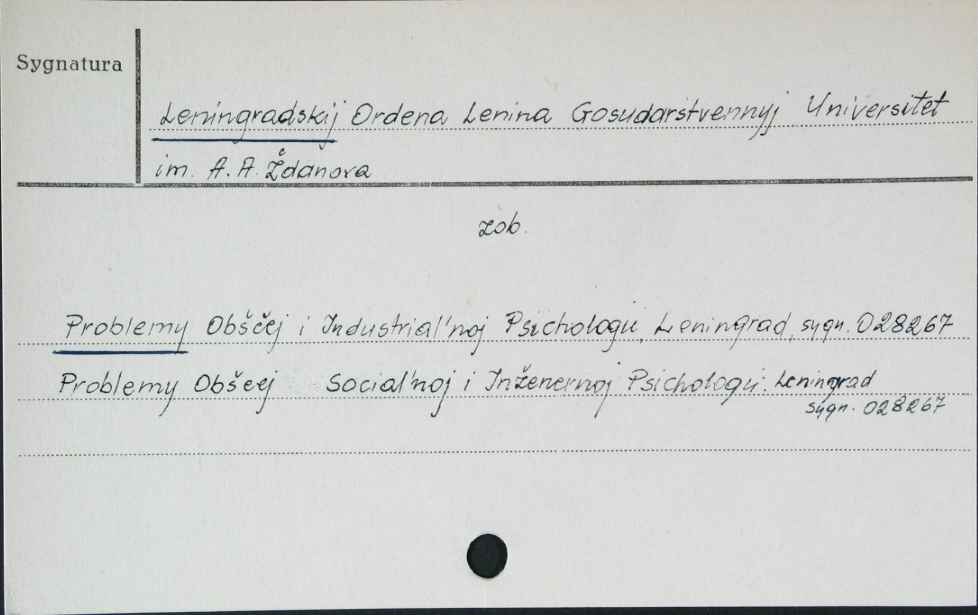 Sygnatura
Leningradskij Ordena Lenina Gosudarstvennyj Universitet
im. A. A. Ždanova
zob.
Problemy Obščej i Industrial'noj Psichologii, Leningrad, sygn. 028267
Problemy Obšeej Social'noj i Inženernoj Psichologii. Leningrad
sygn. 028267